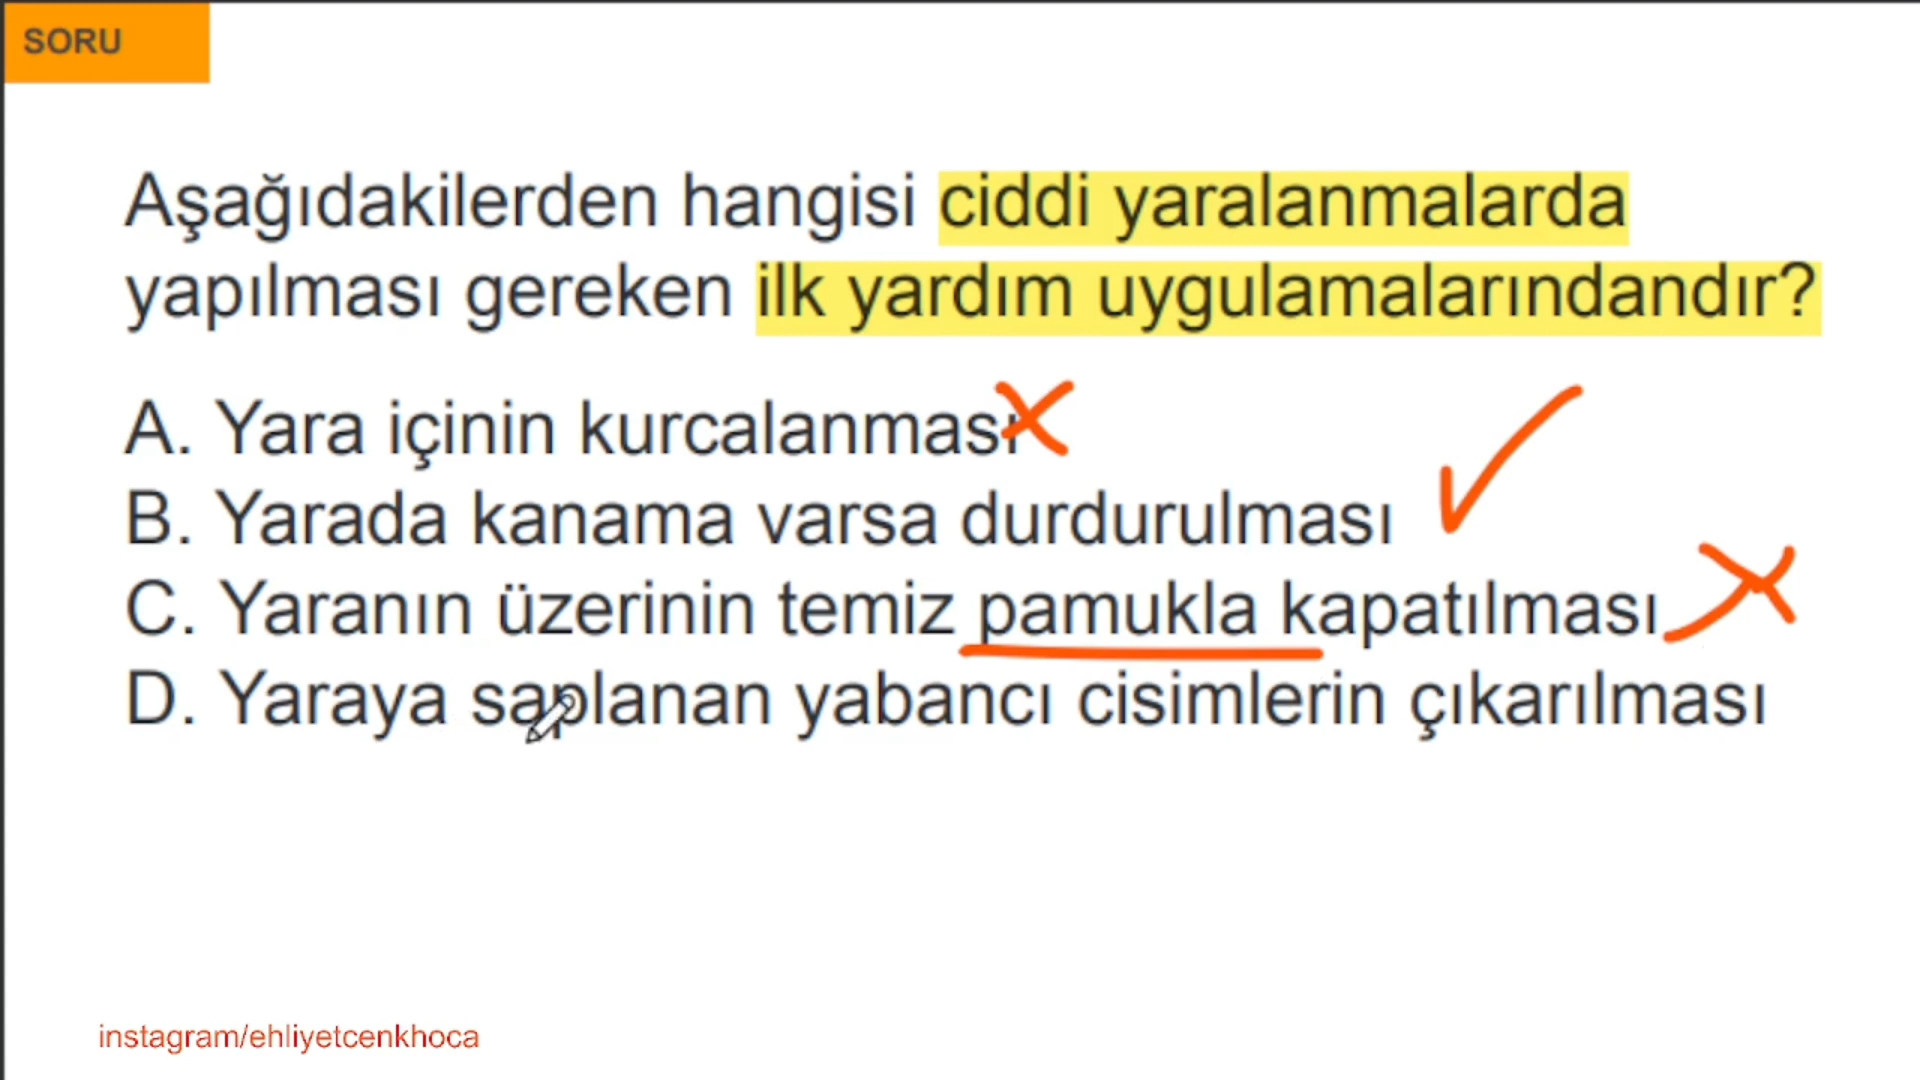 SORU
Aşağıdakilerden hangisi ciddi yaralanmalarda
yapılması gereken ilk yardım uygulamalarındandır?
A. Yara içinin kurcalanması
B. Yarada kanama varsa durdurulması
C. Yaranın üzerinin temiz pamukla kapatılması
D. Yaraya saplanan yabancı cisimlerin çıkarılması
instagram/ehliyetcenkhoca